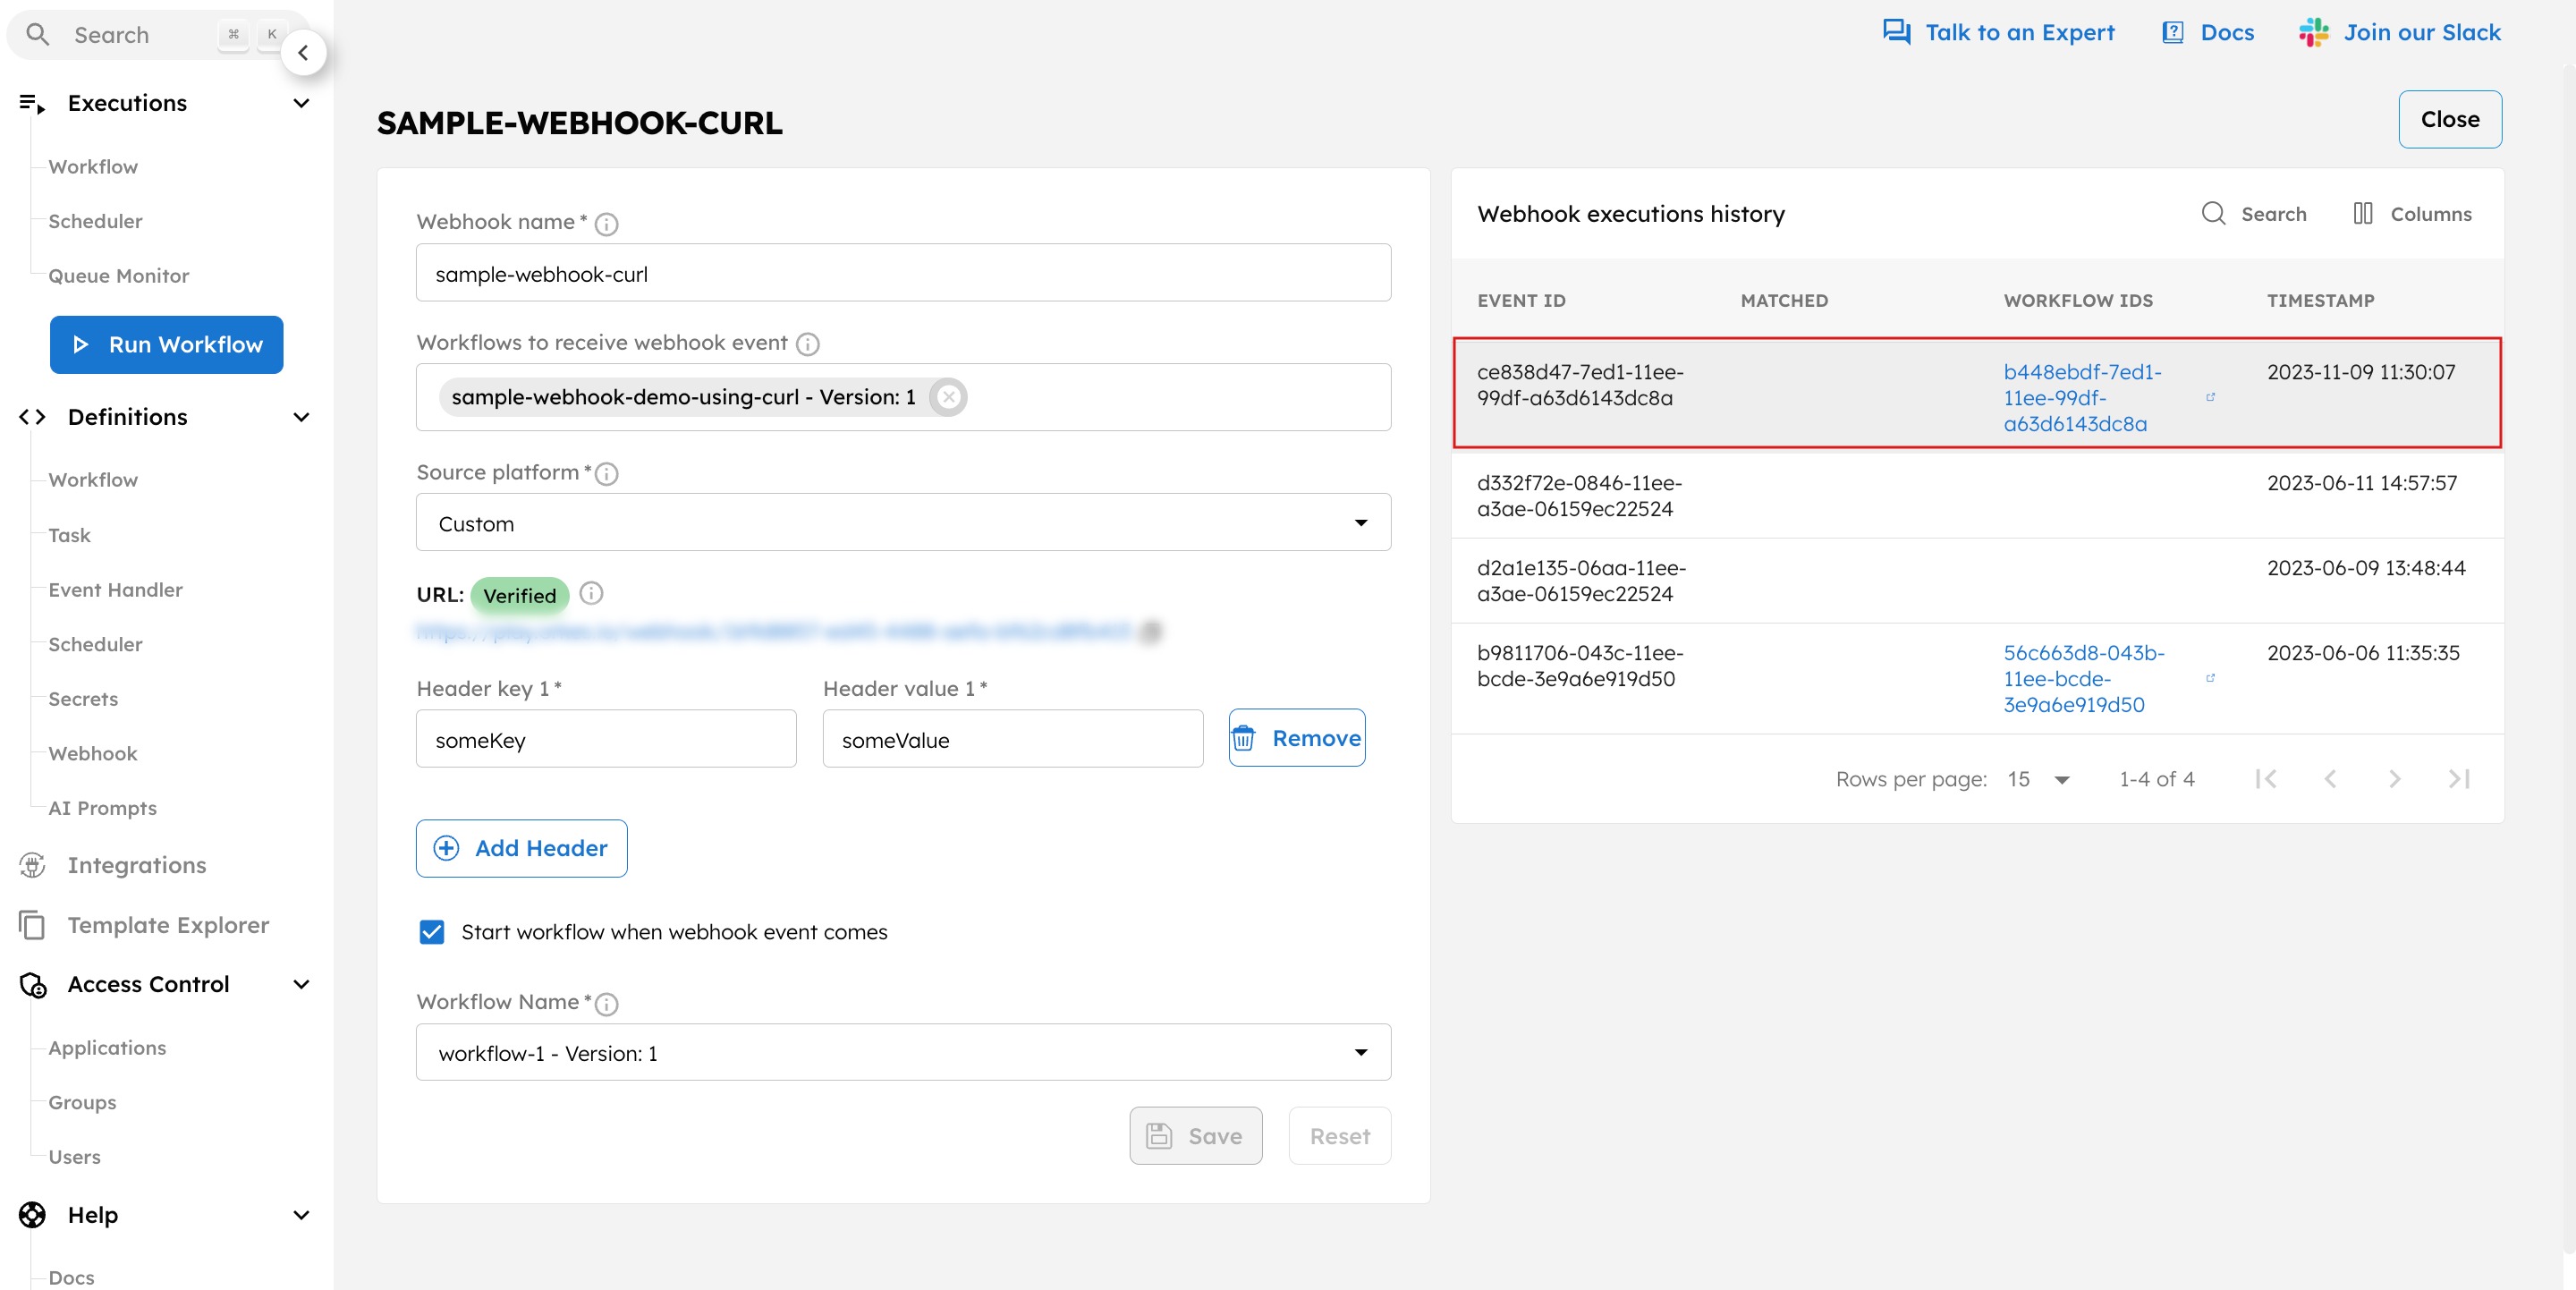 Search ⌘ K
Executions
Workflow
Scheduler
Queue Monitor
Run Workflow
Definitions
Workflow
Task
Event Handler
Scheduler
Secrets
Webhook
AI Prompts
Integrations
Template Explorer
Access Control
Applications
Groups
Users
Help
Docs
Talk to an Expert Docs Join our Slack
SAMPLE-WEBHOOK-CURL
Close
Webhook name *
sample-webhook-curl
Workflows to receive webhook event
sample-webhook-demo-using-curl - Version: 1
Source platform *
Custom
URL: Verified
Header key 1 * Header value 1 *
someKey someValue Remove
Add Header
Start workflow when webhook event comes
Workflow Name *
workflow-1 - Version: 1
Save Reset
Webhook executions history Search Columns
EVENT ID MATCHED WORKFLOW IDS TIMESTAMP
ce838d47-7ed1-11ee- b448ebdf-7ed1- 2023-11-09 11:30:07
99df-a63d6143dc8a 11ee-99df-
a63d6143dc8a
d332f72e-0846-11ee- 2023-06-11 14:57:57
a3ae-06159ec22524
d2a1e135-06aa-11ee- 2023-06-09 13:48:44
a3ae-06159ec22524
b9811706-043c-11ee- 56c663d8-043b- 2023-06-06 11:35:35
bcde-3e9a6e919d50 11ee-bcde-
3e9a6e919d50
Rows per page: 15 1-4 of 4